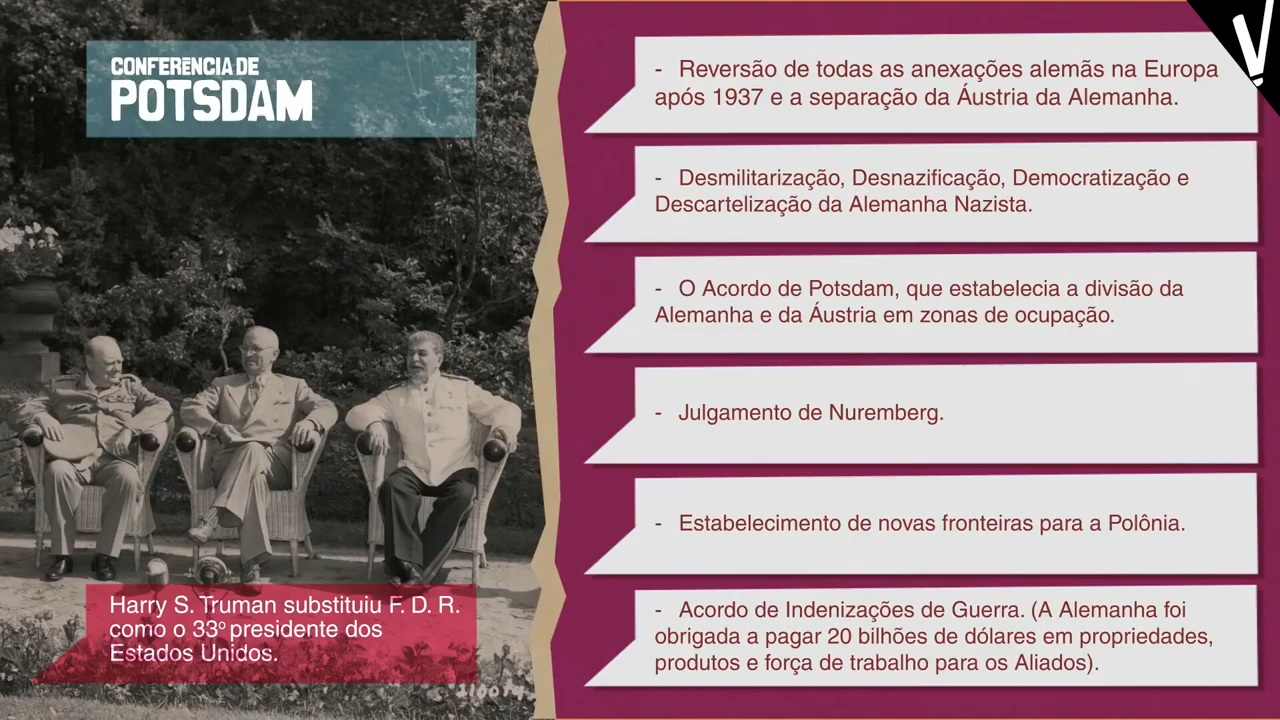 CONFERÊNCIA DE
POTSDAM
Harry S. Truman substituiu F. D. R.
como o 33º presidente dos
Estados Unidos.
- Reversão de todas as anexações alemãs na Europa
após 1937 e a separação da Áustria da Alemanha.
- Desmilitarização, Desnazificação, Democratização e
Descartelização da Alemanha Nazista.
- O Acordo de Potsdam, que estabelecia a divisão da
Alemanha e da Áustria em zonas de ocupação.
- Julgamento de Nuremberg.
- Estabelecimento de novas fronteiras para a Polônia.
- Acordo de Indenizações de Guerra. (A Alemanha foi
obrigada a pagar 20 bilhões de dólares em propriedades,
produtos e força de trabalho para os Aliados).